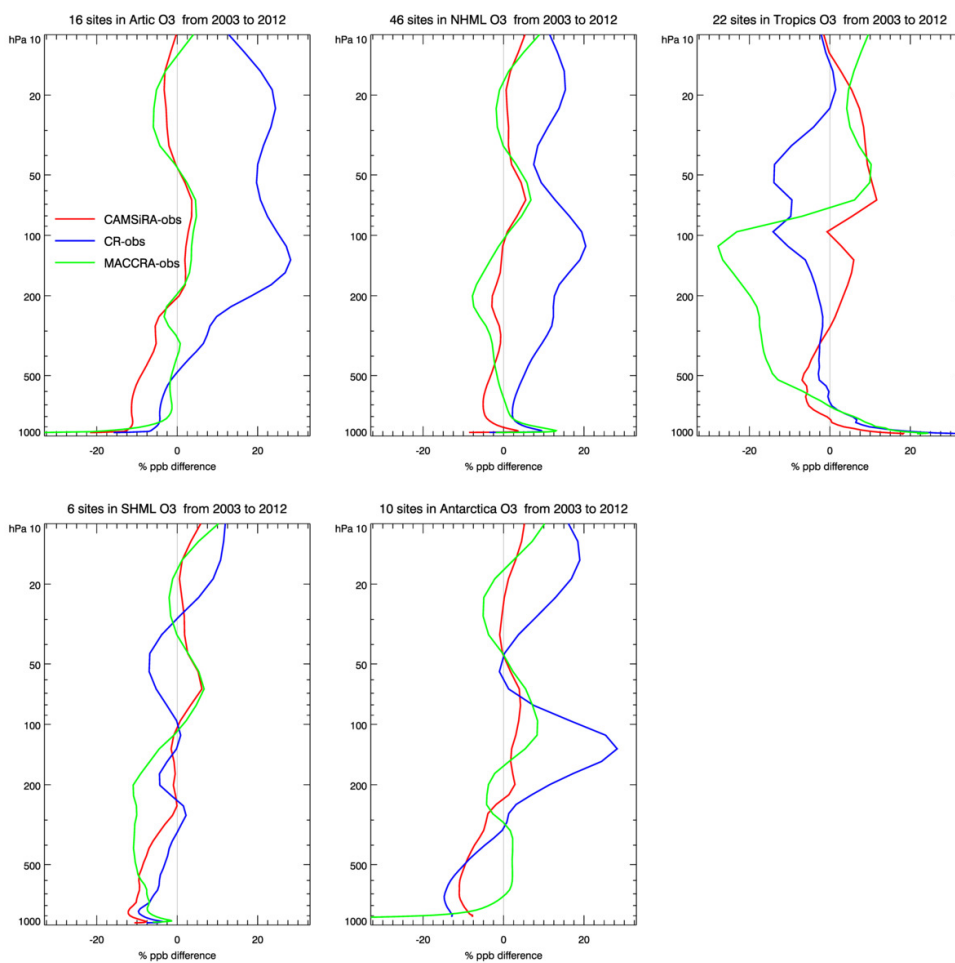 16 sites in Artic O3 from 2003 to 2012
hPa 10
20
50
100
200
500
1000
-20 0 20
% ppb difference
CAMSiRA-obs
CR-obs
MACCRA-obs
46 sites in NHML O3 from 2003 to 2012
hPa 10
20
50
100
200
500
1000
-20 0 20
% ppb difference
22 sites in Tropics O3 from 2003 to 2012
hPa 10
20
50
100
200
500
1000
-20 0 20
% ppb difference
6 sites in SHML O3 from 2003 to 2012
hPa 10
20
50
100
200
500
1000
-20 0 20
% ppb difference
10 sites in Antarctica O3 from 2003 to 2012
hPa 10
20
50
100
200
500
1000
-20 0 20
% ppb difference